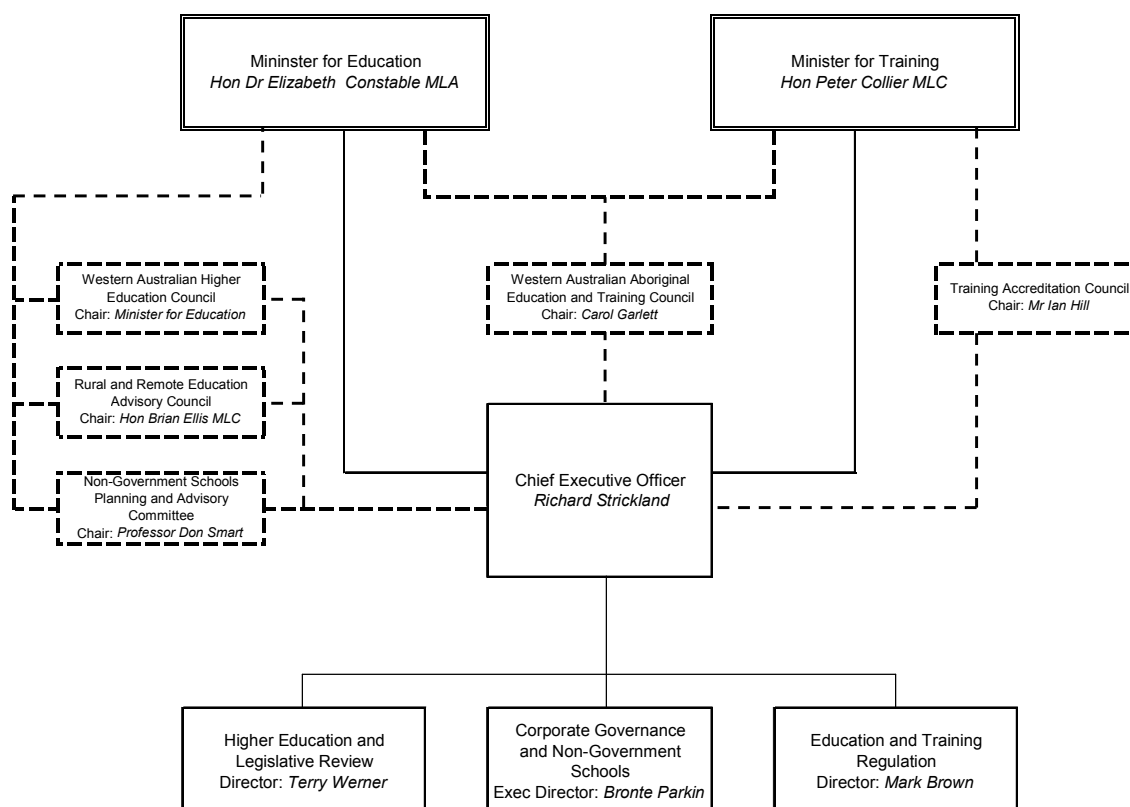 Mininster for Education
Hon Dr Elizabeth  Constable MLA
Minister for Training
Hon Peter Collier MLC
Western Australian Higher
Education Council
Chair: Minister for Education
Western Australian Aboriginal
Education and Training Council
Chair: Carol Garlett
Training Accreditation Council
Chair: Mr Ian Hill
Rural and Remote Education
Advisory Council
Chair: Hon Brian Ellis MLC
Non-Government Schools
Planning and Advisory
Committee
Chair: Professor Don Smart
Chief Executive Officer
Richard Strickland
Higher Education and
Legislative Review
Director: Terry Werner
Corporate Governance
and Non-Government
Schools
Exec Director: Bronte Parkin
Education and Training
Regulation
Director: Mark Brown